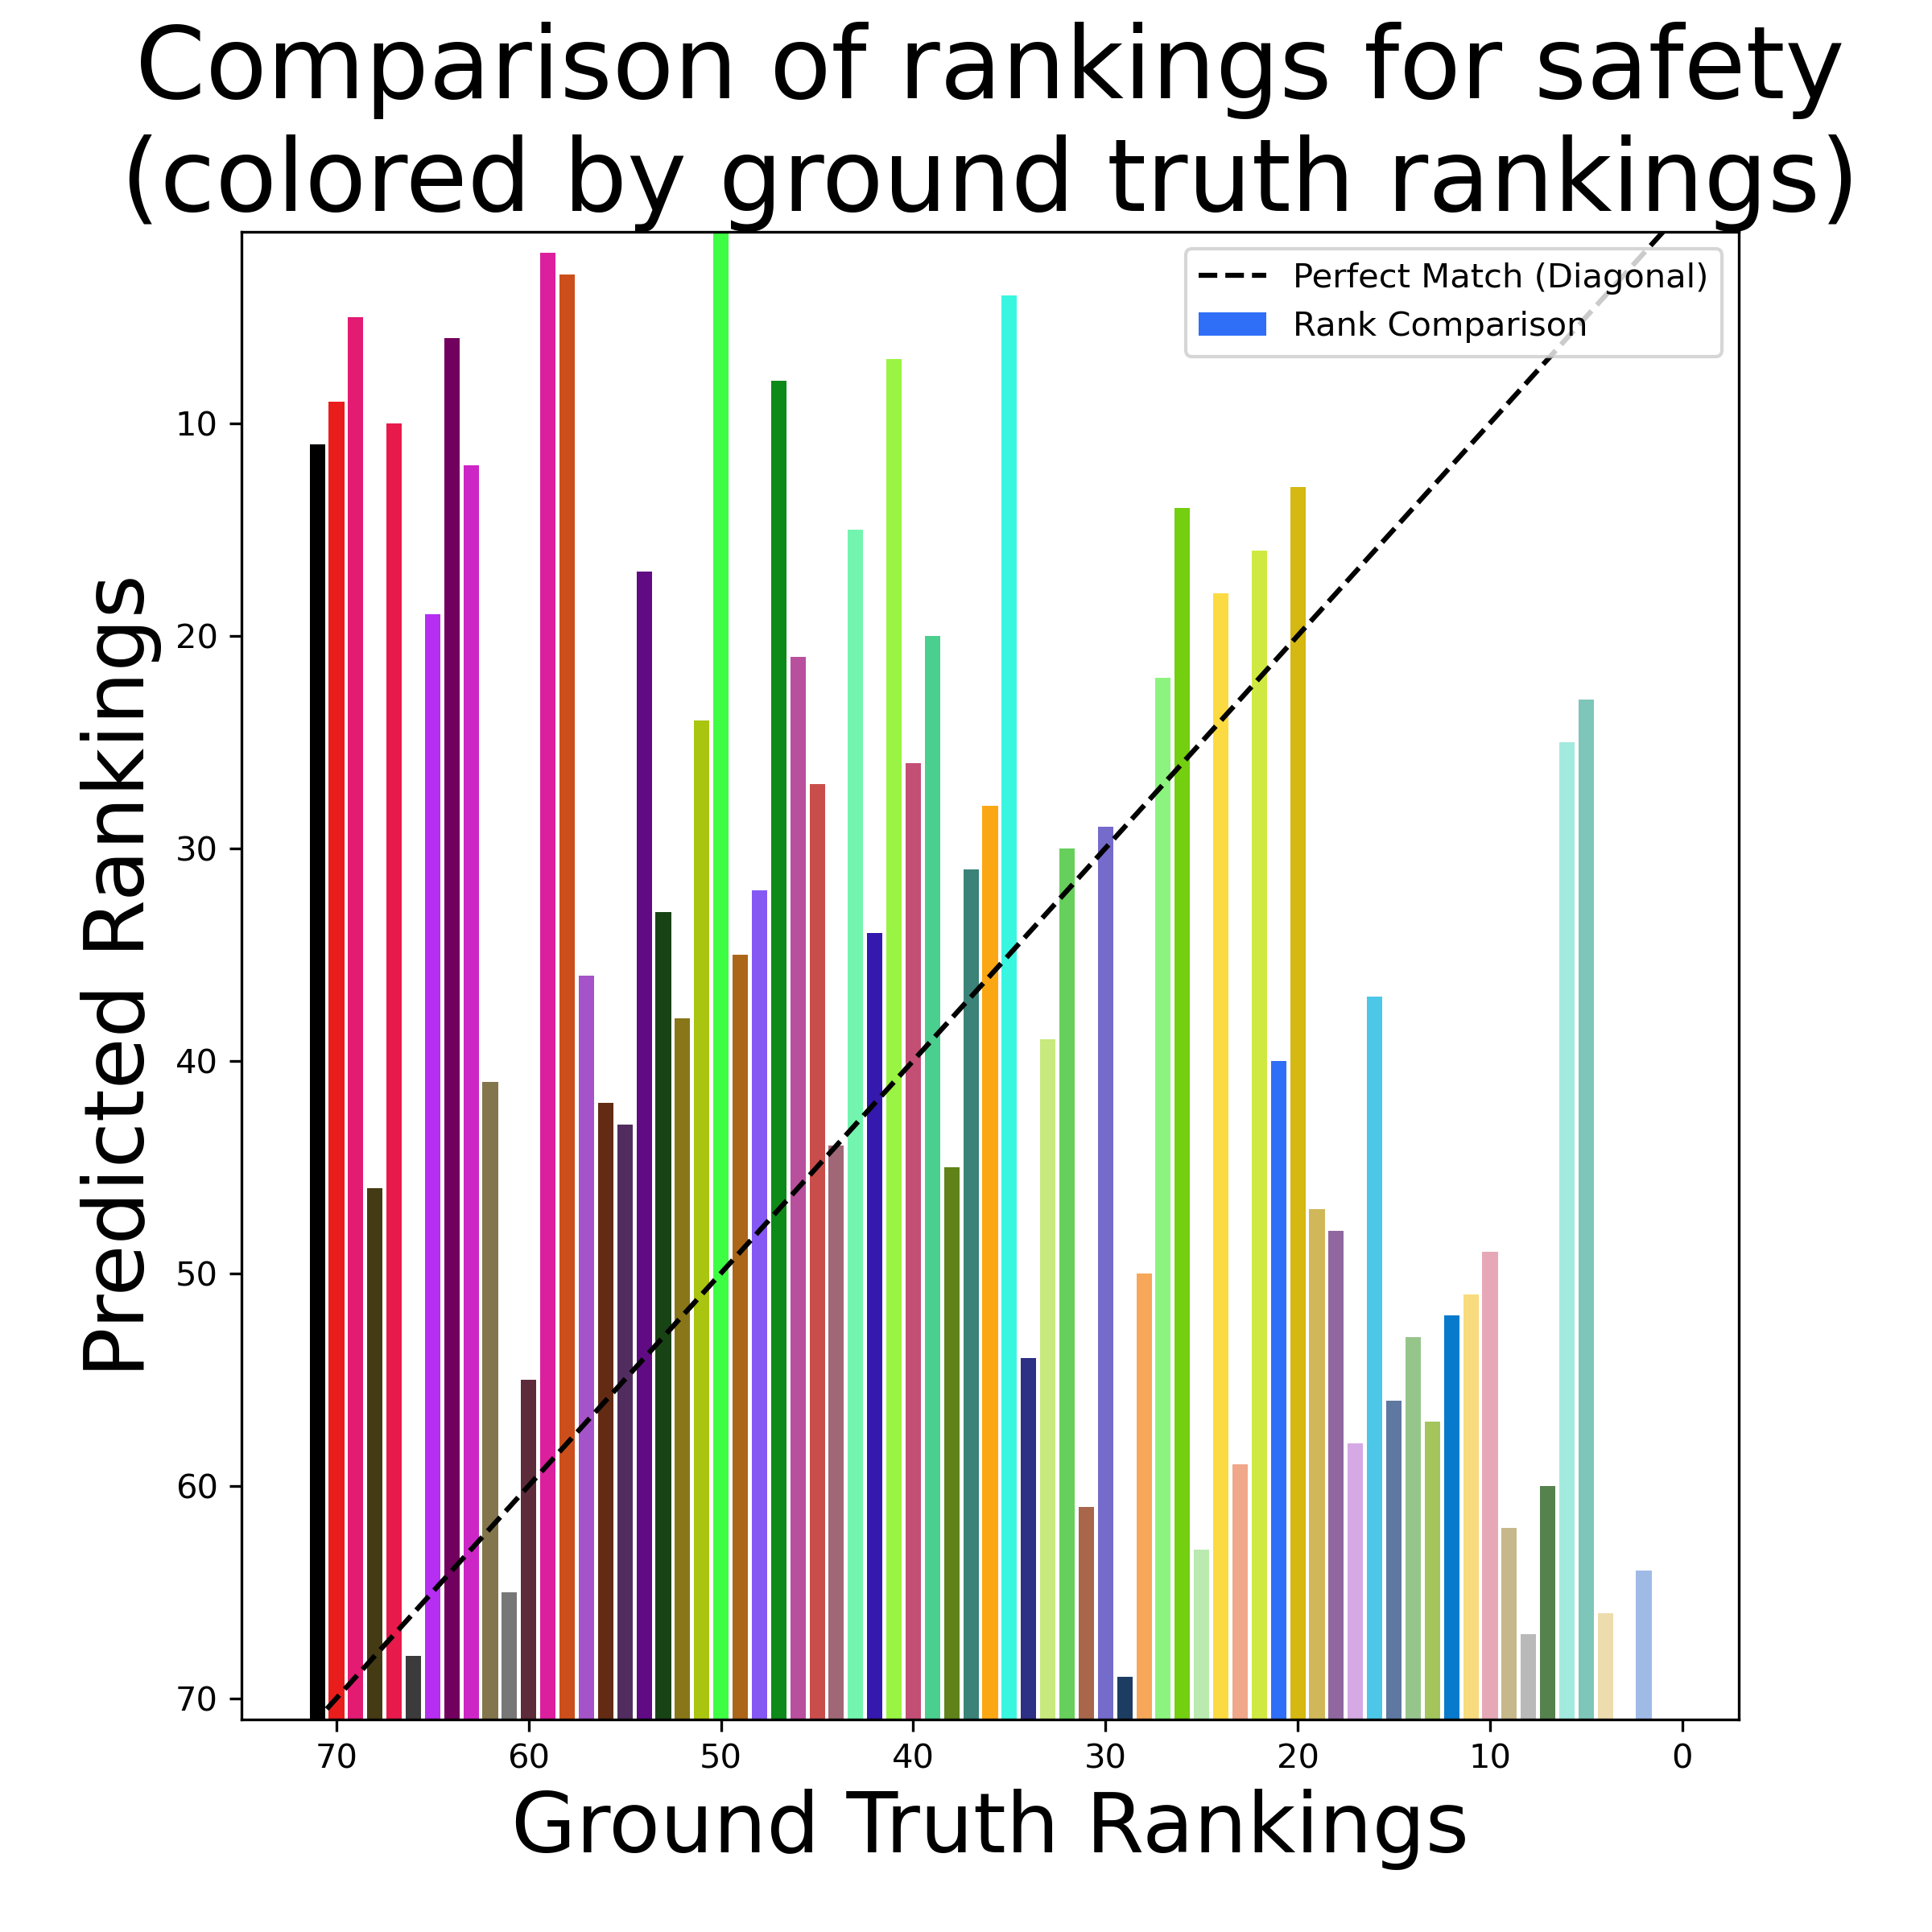 Comparison of rankings for safety
(colored by ground truth rankings)
Perfect Match (Diagonal)
Rank Comparison
Predicted Rankings
10
20
30
40
50
60
70
70 60 50 40 30 20 10 0
Ground Truth Rankings